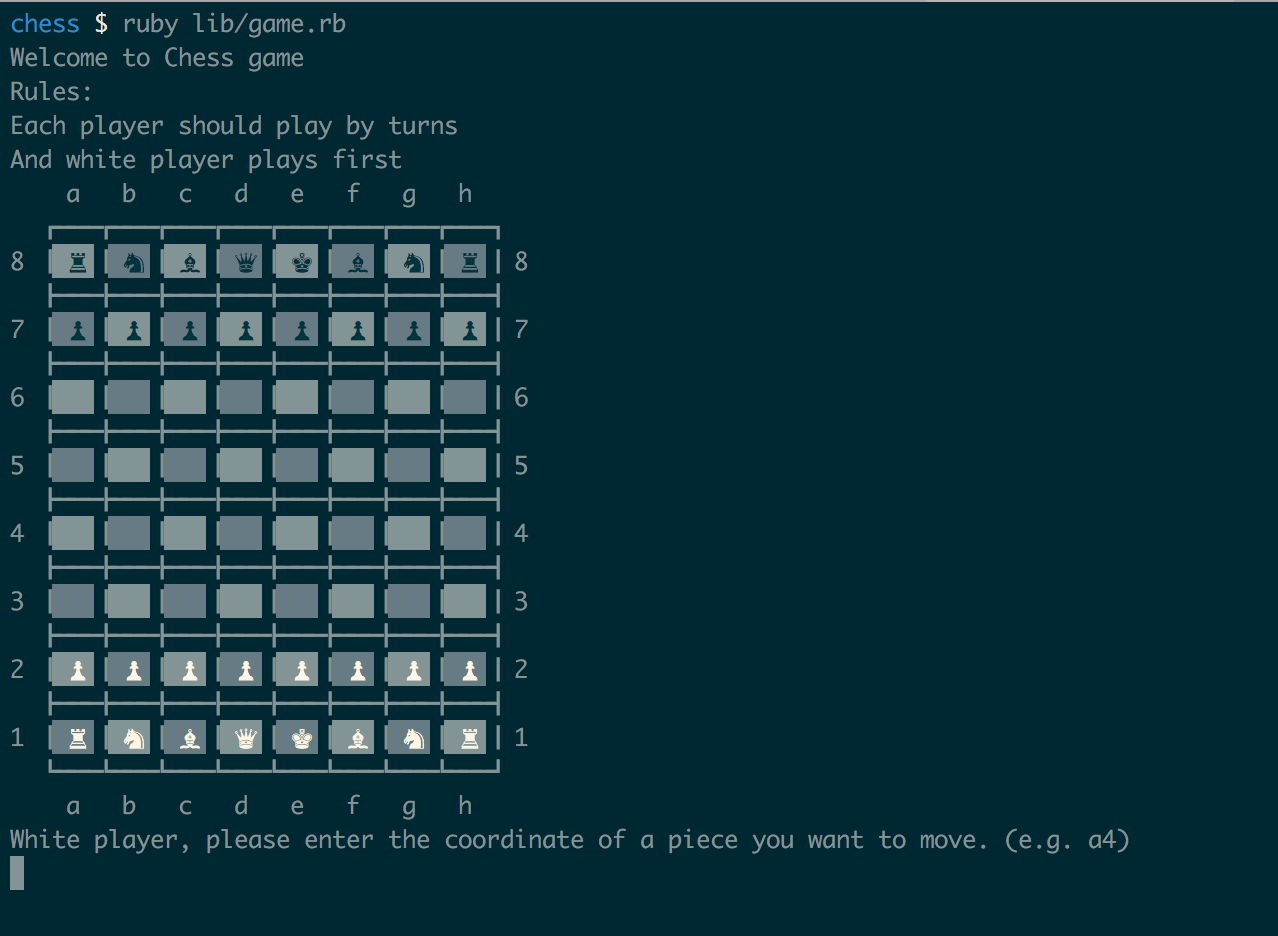 chess $ ruby lib/game.rb
Welcome to Chess game
Rules:
Each player should play by turns
And white player plays first
a b c d e f g h
8 ♜ ♞ ♝ ♛ ♚ ♝ ♞ ♜ 8
7 ♟ ♟ ♟ ♟ ♟ ♟ ♟ ♟ 7
6 6
5 5
4 4
3 3
2 ♟ ♟ ♟ ♟ ♟ ♟ ♟ ♟ 2
1 ♜ ♞ ♝ ♛ ♚ ♝ ♞ ♜ 1
a b c d e f g h
White player, please enter the coordinate of a piece you want to move. (e.g. a4)